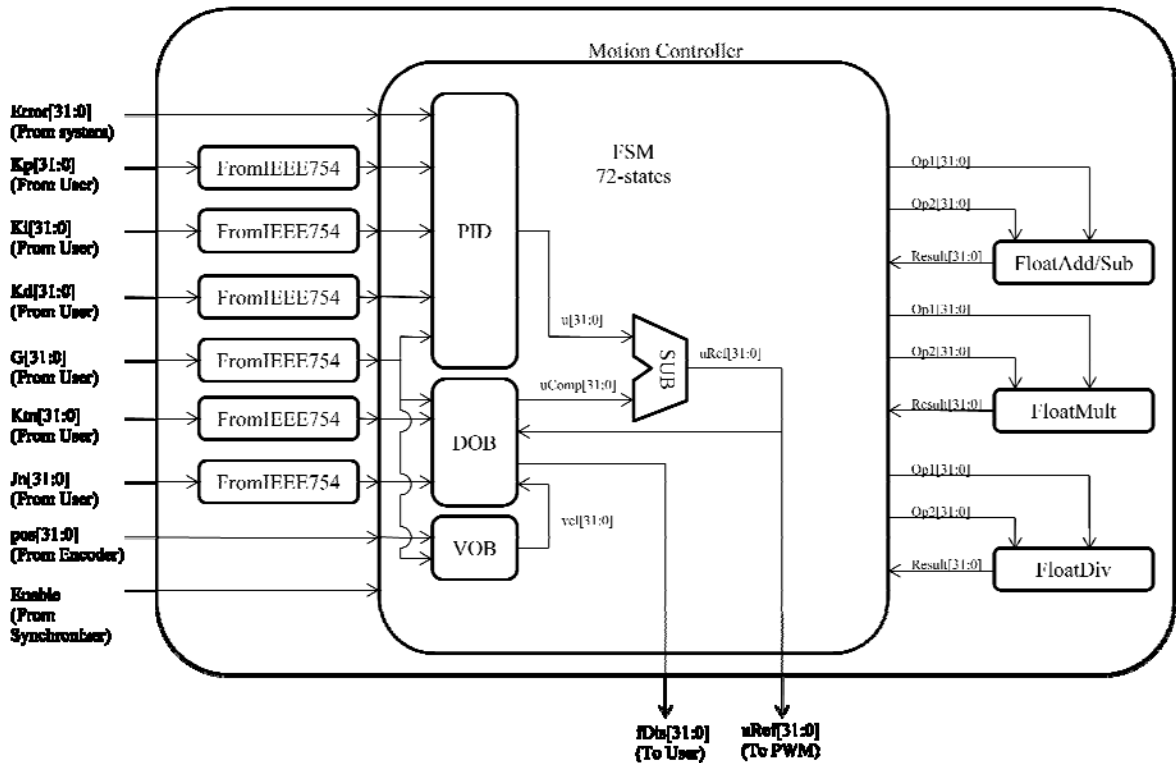 Motion Controller
Error[31:0]
(From system)
Kp[31:0]
(From User)
Ki[31:0]
(From User)
Kd[31:0]
(From User)
G[31:0]
(From User)
Ktn[31:0]
(From User)
Jn[31:0]
(From User)
pos[31:0]
(From Encoder)
Enable
(From
Synchroniser)
FromIEEE754
FromIEEE754
FromIEEE754
FromIEEE754
FromIEEE754
FromIEEE754
PID
DOB
VOB
FSM
72-states
u[31:0]
uComp[31:0]
SUB
uRef[31:0]
vel[31:0]
Op1[31:0]
Op2[31:0]
Result[31:0]
FloatAdd/Sub
Op1[31:0]
Op2[31:0]
Result[31:0]
FloatMult
Op1[31:0]
Op2[31:0]
Result[31:0]
FloatDiv
fDis[31:0]
(To User)
uRef[31:0]
(To PWM)